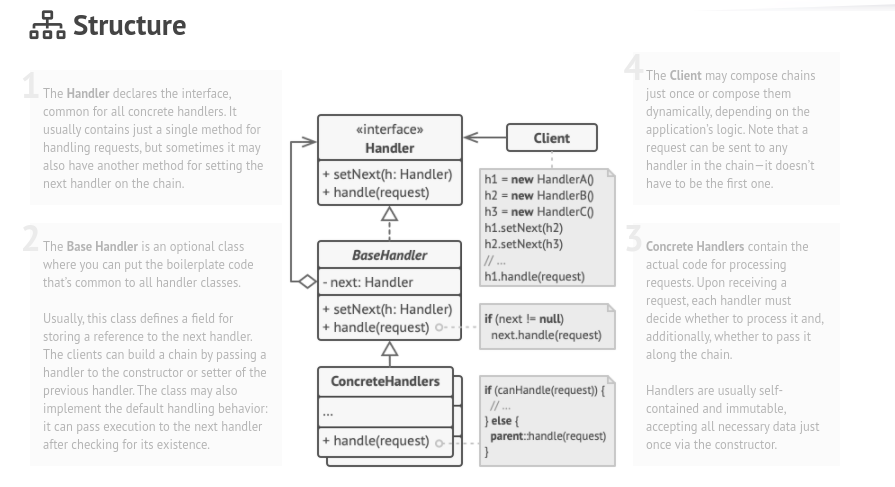 Structure
1
The Handler declares the interface,
common for all concrete handlers. It
usually contains just a single method for
handling requests, but sometimes it may
also have another method for setting the
next handler on the chain.
2
The Base Handler is an optional class
where you can put the boilerplate code
that's common to all handler classes.
Usually, this class defines a field for
storing a reference to the next handler.
The clients can build a chain by passing a
handler to the constructor or setter of the
previous handler. The class may also
implement the default handling behavior:
it can pass execution to the next handler
after checking for its existence.
«interface»
Handler
+ setNext(h: Handler)
+ handle(request)
BaseHandler
- next: Handler
+ setNext(h: Handler)
+ handle(request)
ConcreteHandlers
...
+ handle(request)
Client
h1 = new HandlerA()
h2 = new HandlerB()
h3 = new HandlerC()
h1.setNext(h2)
h2.setNext(h3)
// ...
h1.handle(request)
if (next != null)
next.handle(request)
if (canHandle(request)) {
// ...
} else {
parent::handle(request)
}
4
The Client may compose chains
just once or compose them
dynamically, depending on the
application's logic. Note that a
request can be sent to any
handler in the chain—it doesn't
have to be the first one.
3
Concrete Handlers contain the
actual code for processing
requests. Upon receiving a
request, each handler must
decide whether to process it and,
additionally, whether to pass it
along the chain.
Handlers are usually self-
contained and immutable,
accepting all necessary data just
once via the constructor.